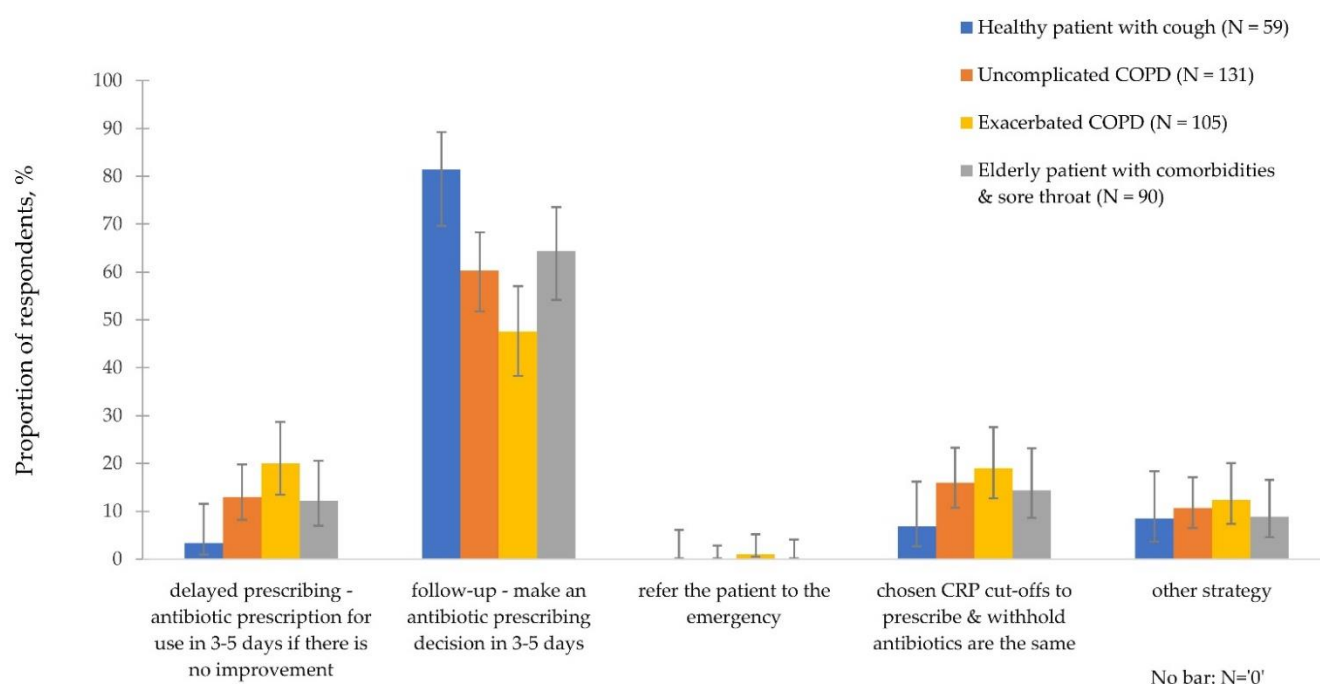 Healthy patient with cough (N = 59)
Uncomplicated COPD (N = 131)
Exacerbated COPD (N = 105)
Elderly patient with comorbidities
& sore throat (N = 90)
Proportion of respondents, %
100
90
80
70
60
50
40
30
20
10
0
delayed prescribing -
antibiotic prescription for
use in 3-5 days if there is
no improvement
follow-up - make an
antibiotic prescribing
decision in 3-5 days
refer the patient to the
emergency
chosen CRP cut-offs to
prescribe & withhold
antibiotics are the same
other strategy
No bar: N='0'